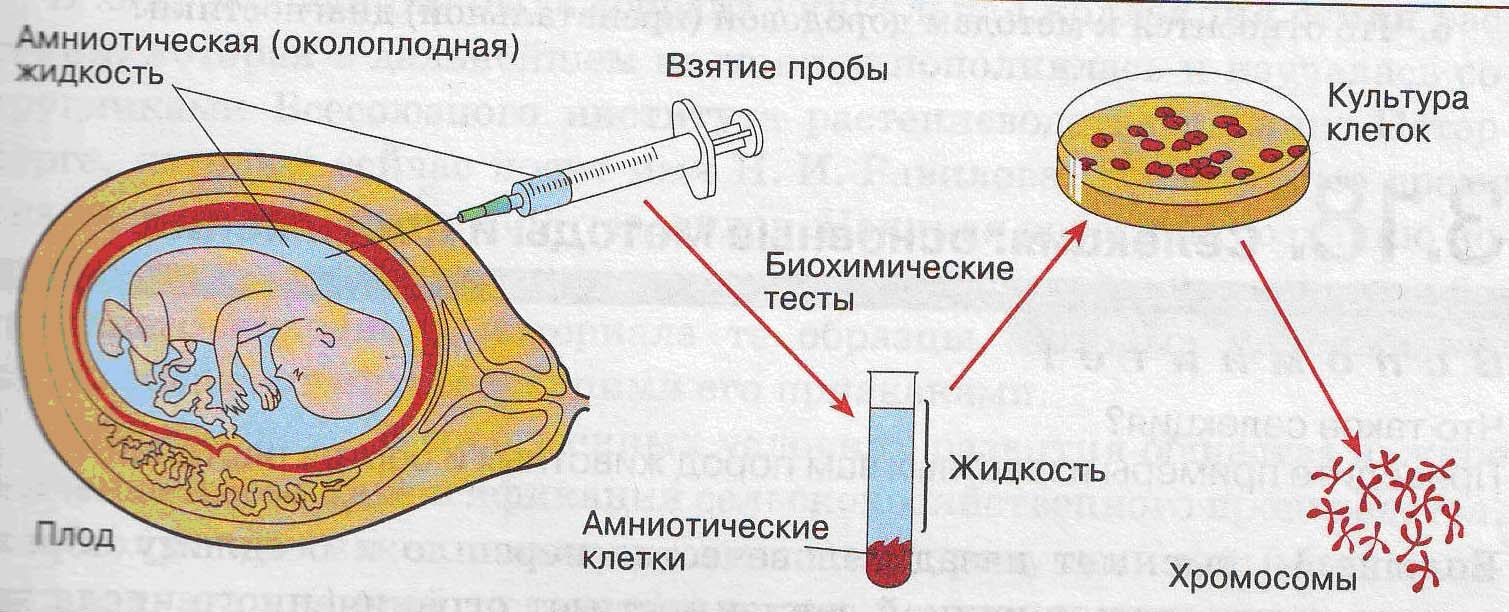 Амниотическая (околоплодная)
жидкость
Взятие пробы
Культура
клеток
Биохимические
тесты
Жидкость
Амниотические
клетки
Плод
Хромосомы